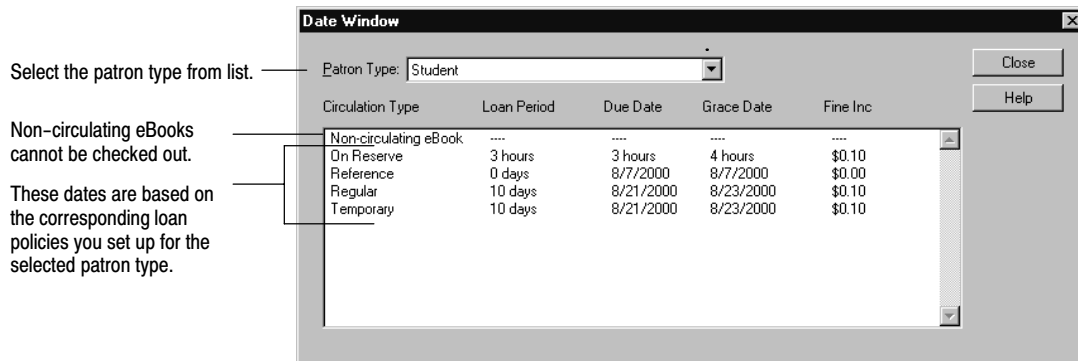 Date Window
Select the patron type from list.
Patron Type: Student
Close
Help
Circulation Type Loan Period Due Date Grace Date Fine Inc
Non-circulating eBooks
cannot be checked out.
These dates are based on
the corresponding loan
policies you set up for the
selected patron type.
Non-circulating eBook ---- ---- ---- ----
On Reserve 3 hours 3 hours 4 hours $0.10
Reference 0 days 8/7/2000 8/7/2000 $0.00
Regular 10 days 8/21/2000 8/23/2000 $0.10
Temporary 10 days 8/21/2000 8/23/2000 $0.10